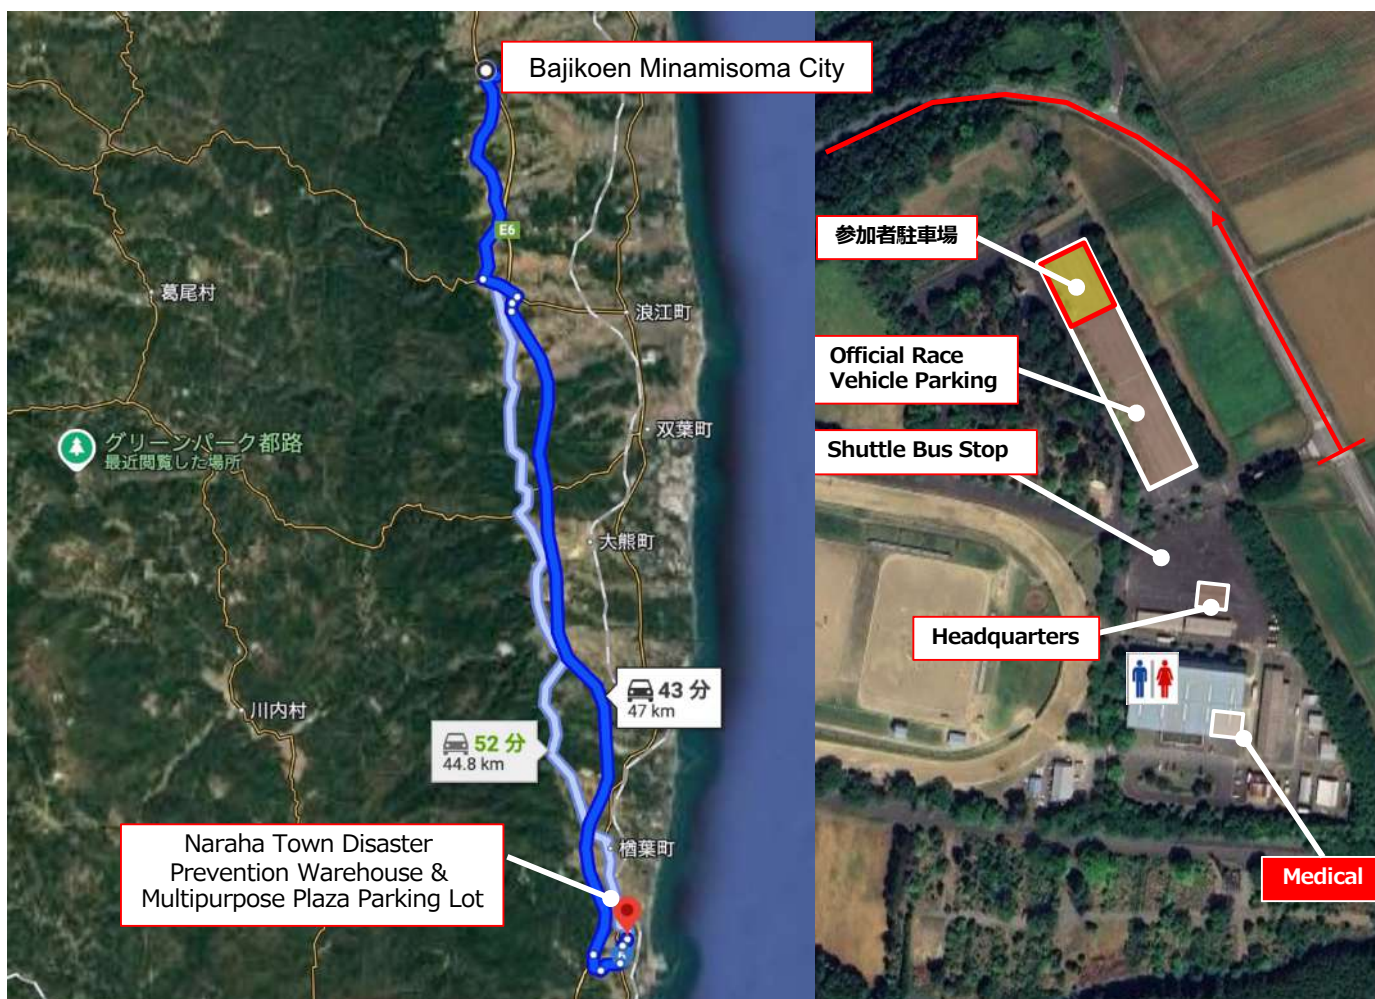 Bajikoen Minamisoma City
E6
葛尾村
浪江町
グリーンパーク都路
最近閲覧した場所
双葉町
大熊町
43 分
47 km
川内村
52 分
44.8 km
楢葉町
Naraha Town Disaster
Prevention Warehouse &
Multipurpose Plaza Parking Lot
参加者駐車場
Official Race
Vehicle Parking
Shuttle Bus Stop
Headquarters
Medical